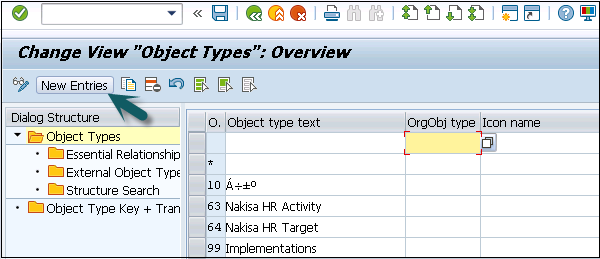 Change View "Object Types": Overview
New Entries
Dialog Structure
Object Types
Essential Relationship
External Object Type
Structure Search
Object Type Key + Tran
O. Object type text OrgObj type Icon name
*
10 Á÷±º
63 Nakisa HR Activity
64 Nakisa HR Target
99 Implementations